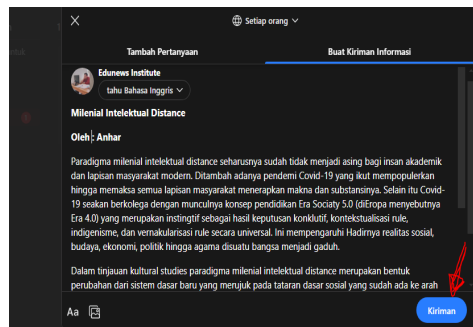 Setiap orang
Tambah Pertanyaan
Buat Kiriman Informasi
Edunews Institute
tahu Bahasa Inggris
Milenial Intelektual Distance
Oleh : Anhar
Paradigma milenial intelektual distance seharusnya sudah tidak menjadi asing bagi insan akademik
dan lapisan masyarakat modern. Ditambah adanya pendemi Covid-19 yang ikut mempopulerkan
hingga memaksa semua lapisan masyarakat menerapkan makna dan substansinya. Selain itu Covid-
19 seakan berkolega dengan munculnya konsep pendidikan Era Society 5.0 (diEropa menyebutnya
Era 4.0) yang merupakan instingtif sebagai hasil keputusan konklutif, kontekstualisasi rule,
indigenisme, dan vernakularisasi rule secara universal. Ini mempengaruhi Hadirnya realitas sosial,
budaya, ekonomi, politik hingga agama disuatu bangsa menjadi gaduh.
Dalam tinjauan kultural studies paradigma milenial intelektual distance merupakan bentuk
perubahan dari sistem dasar baru yang merujuk pada tataran dasar sosial yang sudah ada ke arah
Aa
Kiriman